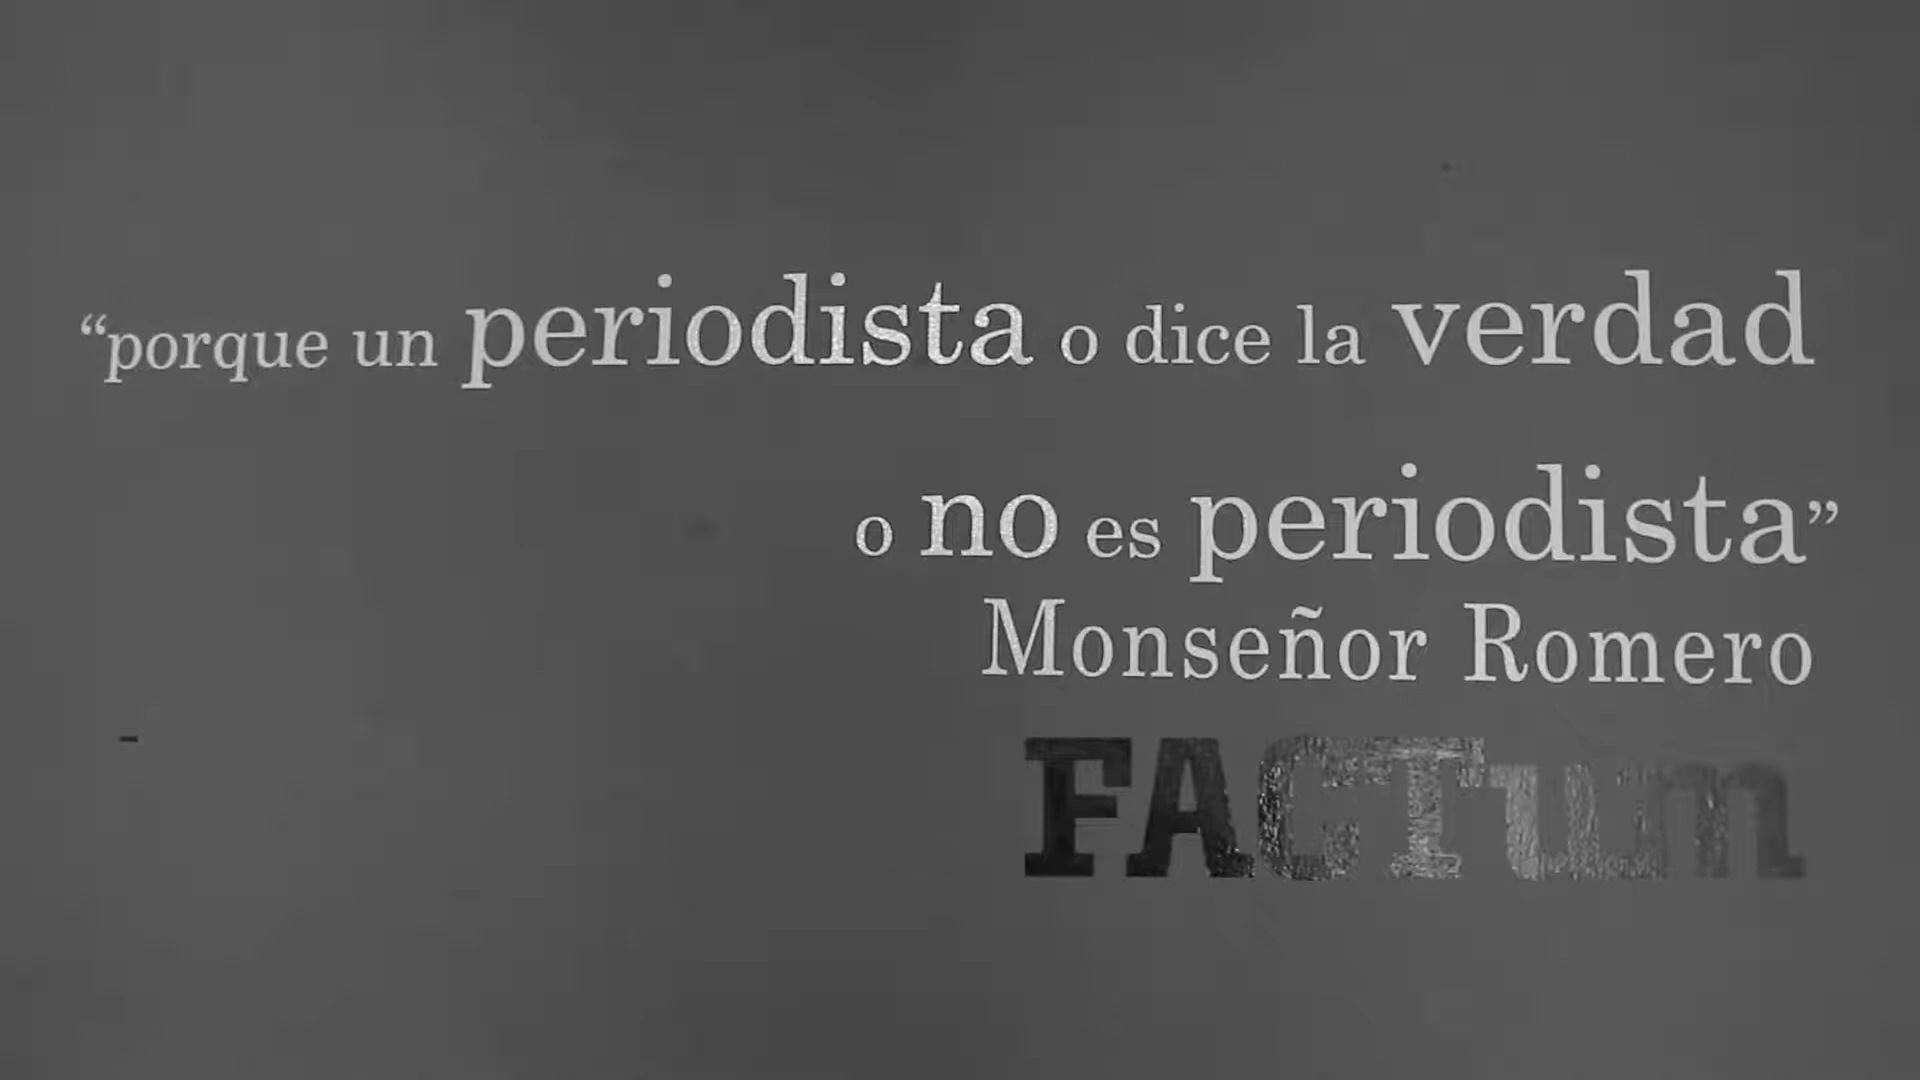 “porque un periodista o dice la verdad
o no es periodista”
Monseñor Romero
FACTum